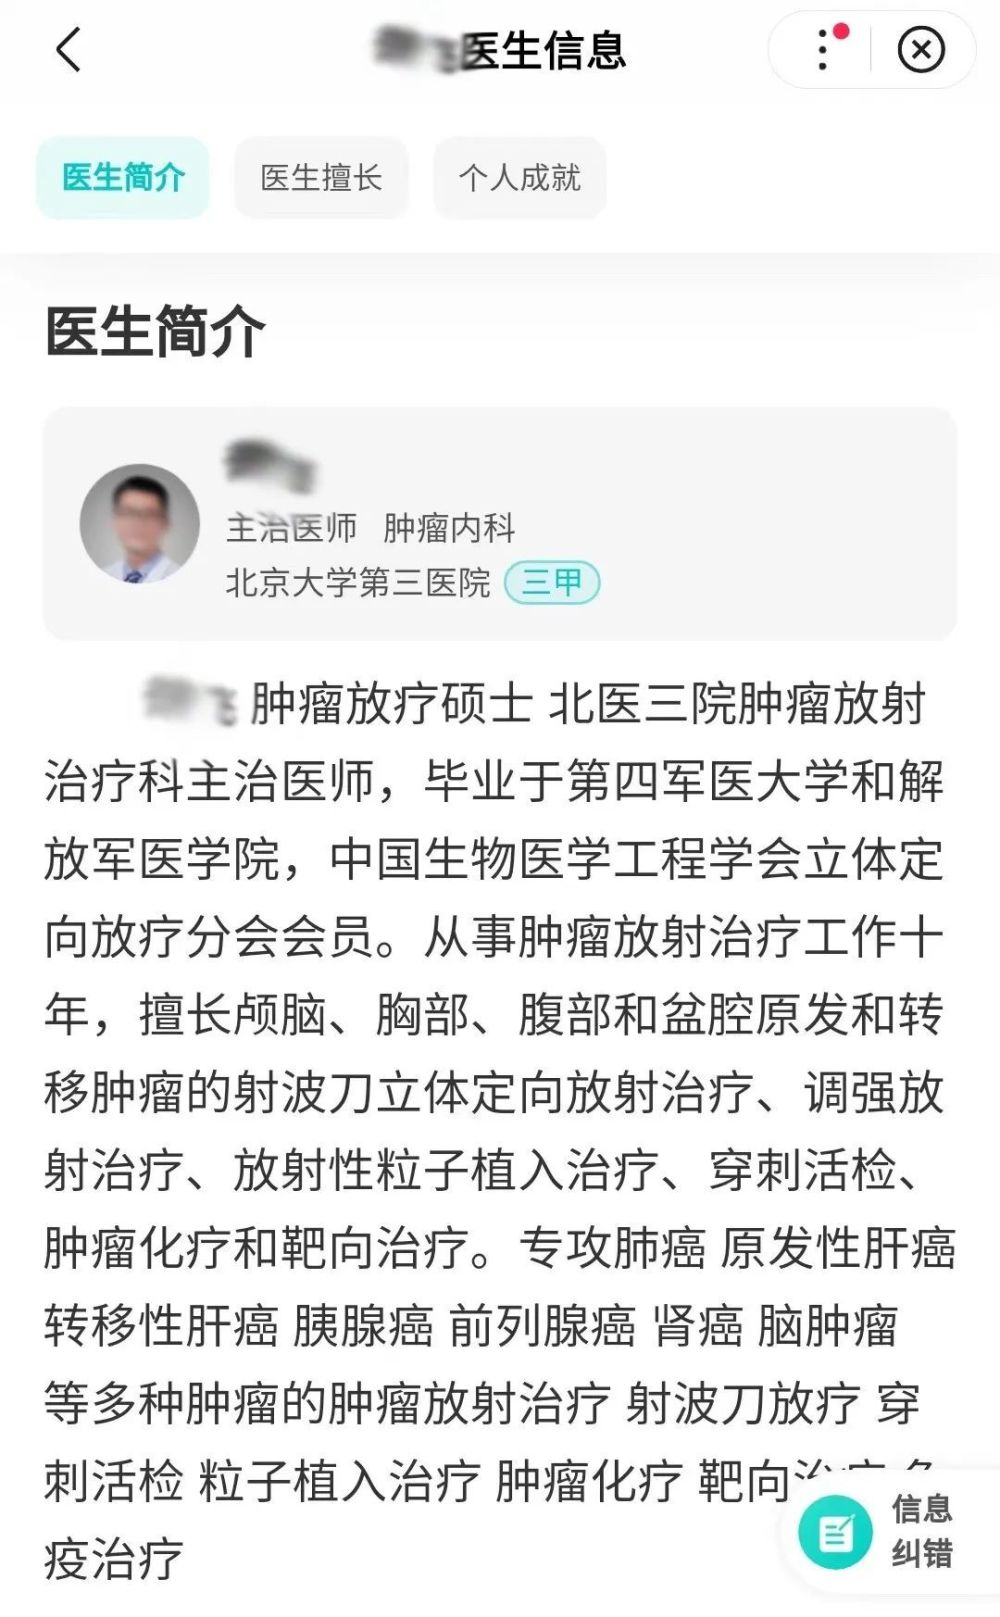 医生信息
医生简介
医生擅长
个人成就
医生简介
主治医师 肿瘤内科
北京大学第三医院 三甲
飞 肿瘤放疗硕士 北医三院肿瘤放射
治疗科主治医师，毕业于第四军医大学和解
放军医学院，中国生物医学工程学会立体定
向放疗分会会员。从事肿瘤放射治疗工作十
年，擅长颅脑、胸部、腹部和盆腔原发和转
移肿瘤的射波刀立体定向放射治疗、调强放
射治疗、放射性粒子植入治疗、穿刺活检、
肿瘤化疗和靶向治疗。专攻肺癌 原发性肝癌
转移性肝癌 胰腺癌 前列腺癌 肾癌 脑肿瘤
等多种肿瘤的肿瘤放射治疗 射波刀放疗 穿
刺活检 粒子植入治疗 肿瘤化疗 靶向治疗 免
疫治疗
信息
纠错